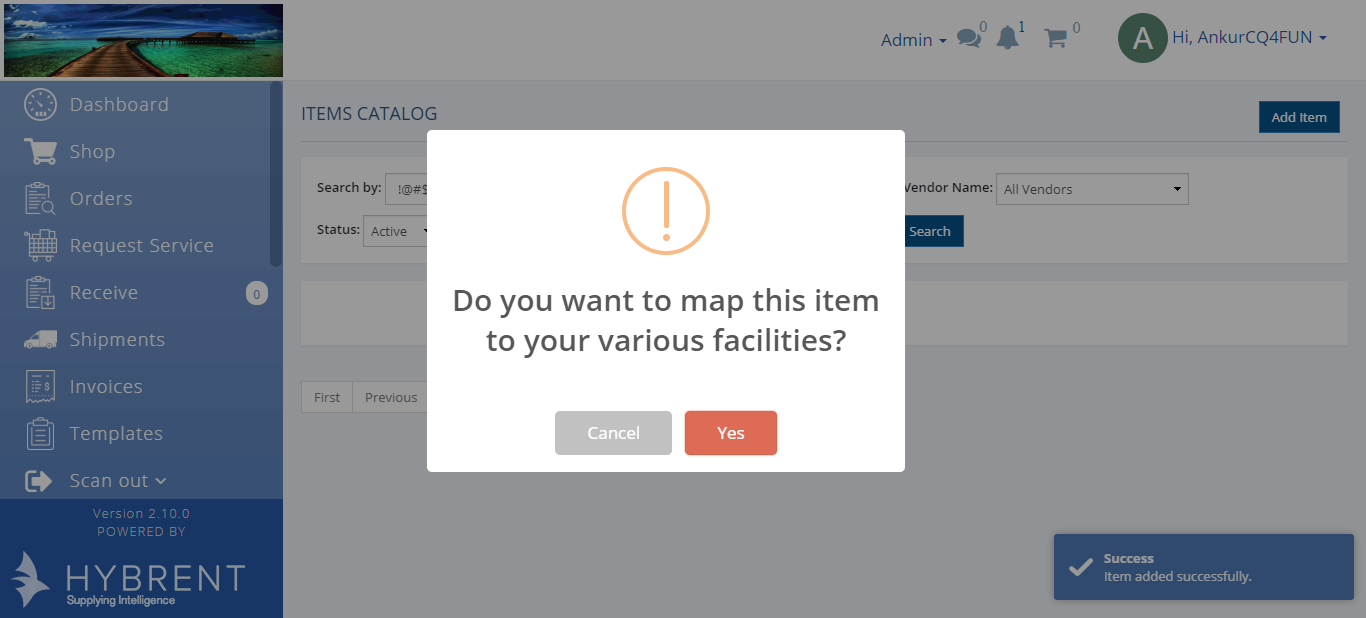 Admin
0
1
0
A
Hi, AnkurCQ4FUN
Dashboard
Shop
Orders
Request Service
Receive
0
Shipments
Invoices
Templates
Scan out
Version 2.10.0
POWERED BY
HYBRENT
Supplying Intelligence
ITEMS CATALOG
Add Item
Search by:
!@#$
Vendor Name:
All Vendors
Status:
Active
Search
First
Previous
Do you want to map this item
to your various facilities?
Cancel
Yes
Success
Item added successfully.